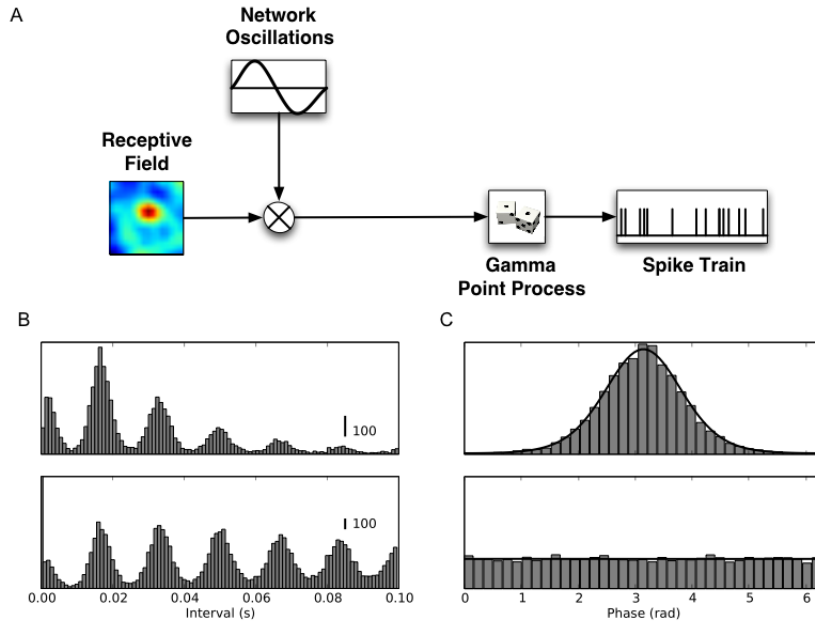 A
Network
Oscillations
Receptive
Field
Gamma
Point Process
Spike Train
B
C
100
100
0.00 0.02 0.04 0.06 0.08 0.10
Interval (s)
0 1 2 3 4 5 6
Phase (rad)